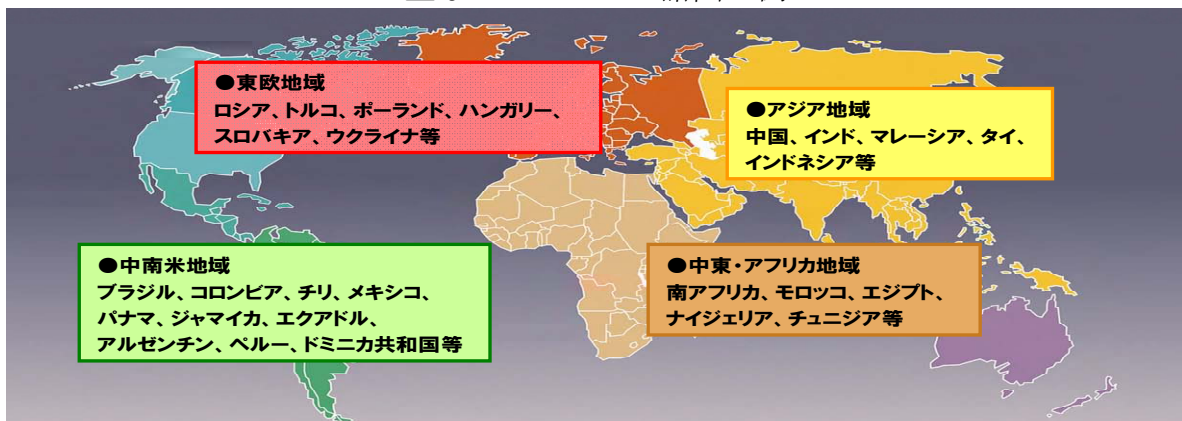 ●東欧地域
ロシア、トルコ、ポーランド、ハンガリー、
スロバキア、ウクライナ等
●アジア地域
中国、インド、マレーシア、タイ、
インドネシア等
●中南米地域
ブラジル、コロンビア、チリ、メキシコ、
パナマ、ジャマイカ、エクアドル、
アルゼンチン、ペルー、ドミニカ共和国等
●中東・アフリカ地域
南アフリカ、モロッコ、エジプト、
ナイジェリア、チュニジア等